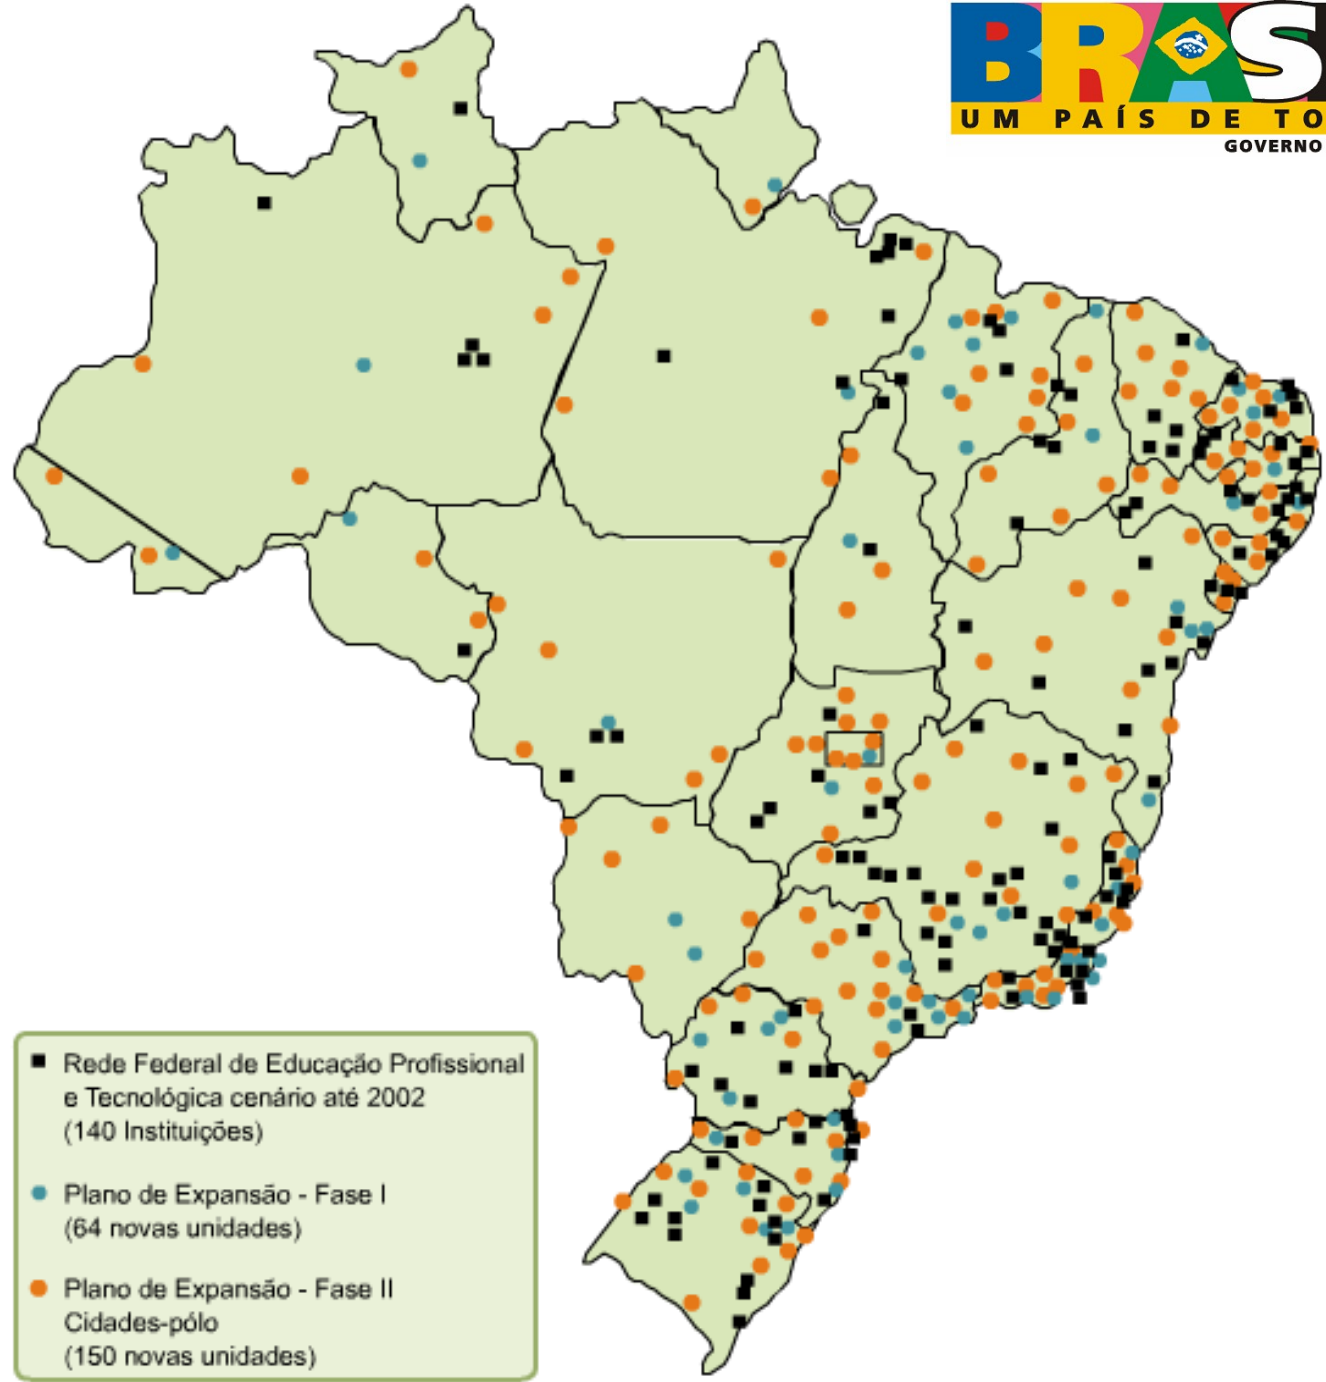 BRAS
UM PAÍS DE TO
GOVERNO
Rede Federal de Educação Profissional
e Tecnológica cenário até 2002
(140 Instituições)
Plano de Expansão - Fase I
(64 novas unidades)
Plano de Expansão - Fase II
Cidades-pólo
(150 novas unidades)